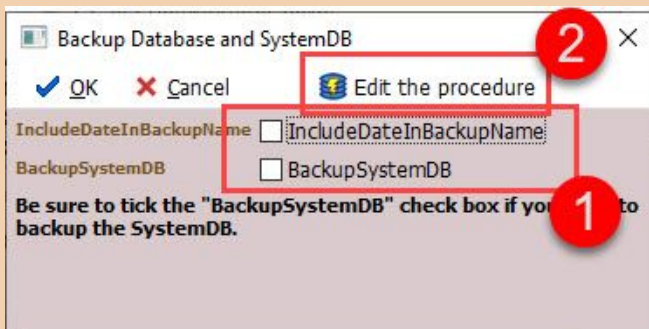 Backup Database and SystemDB
OK Cancel Edit the procedure
2
IncludeDateInBackupName IncludeDateInBackupName
BackupSystemDB BackupSystemDB
Be sure to tick the "BackupSystemDB" check box if you to
backup the SystemDB.
1